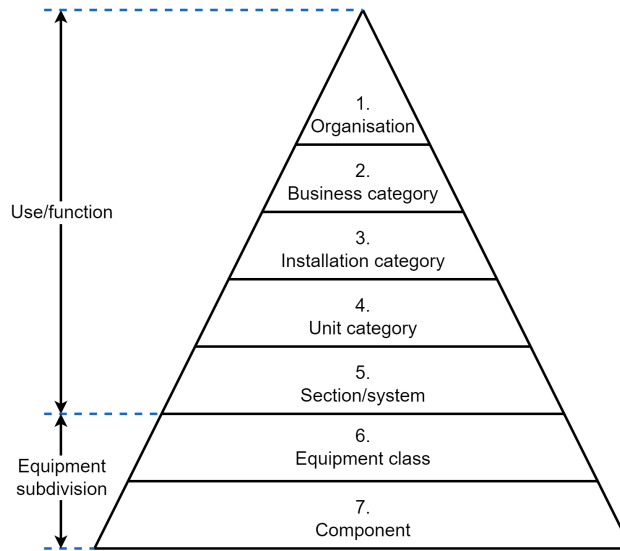 1.
Organisation
2.
Business category
Use/function
3.
Installation category
4.
Unit category
5.
Section/system
6.
Equipment class
Equipment
subdivision
7.
Component